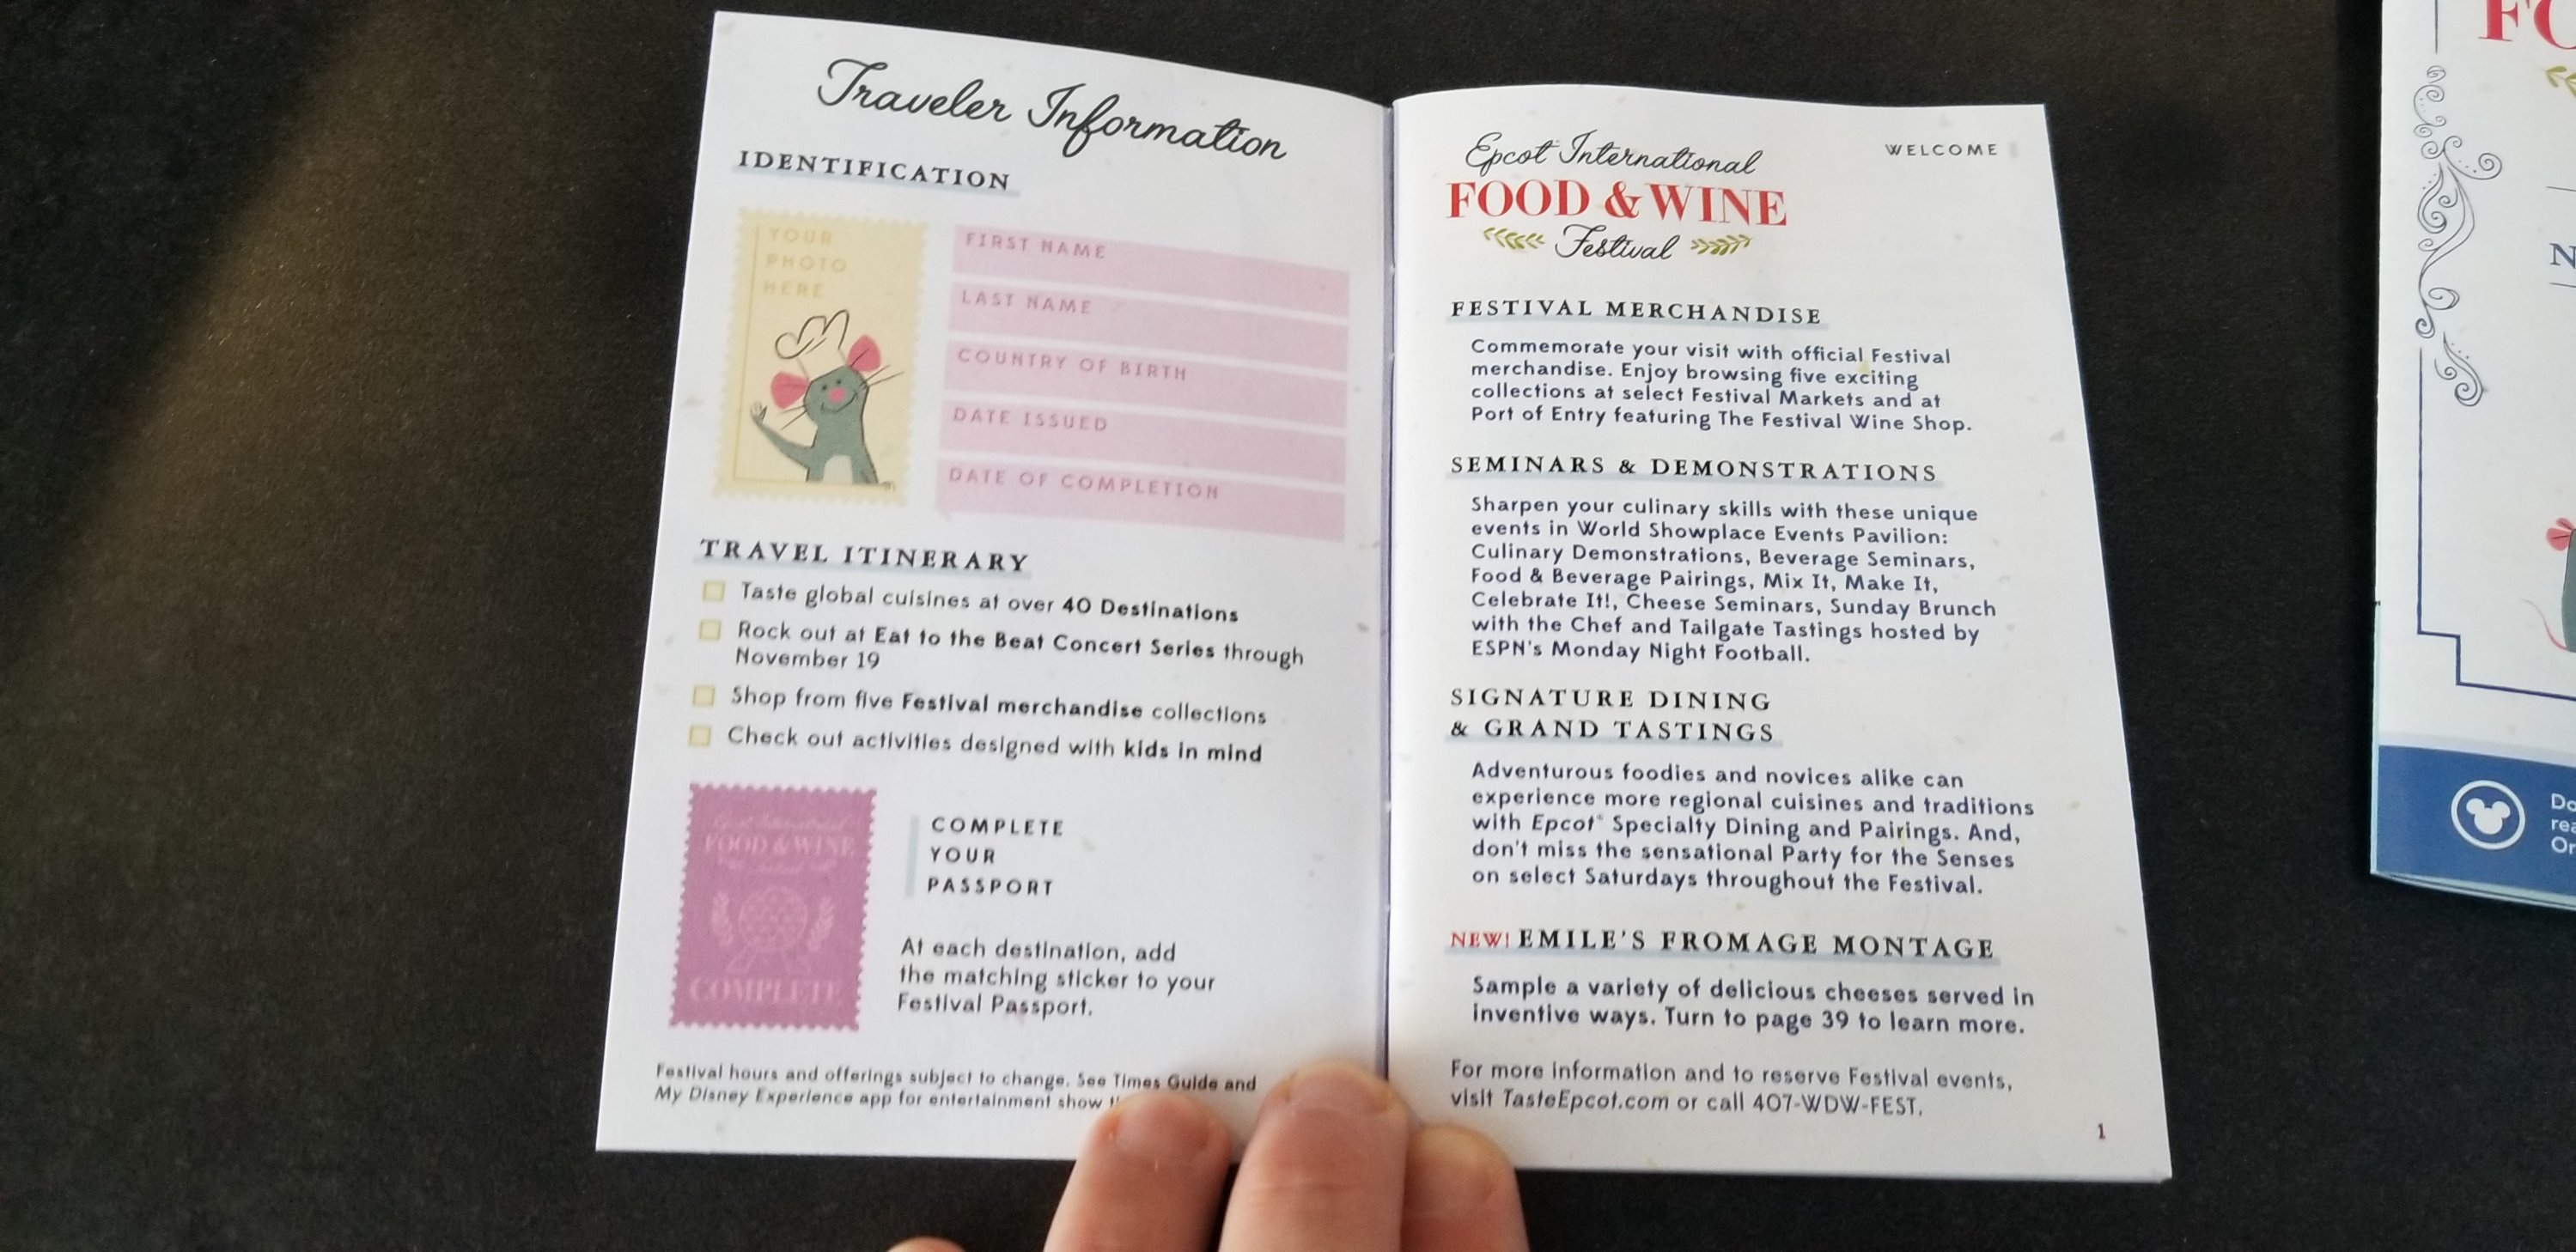 Traveler Information
IDENTIFICATION
YOUR
PHOTO
HERE
FIRST NAME
LAST NAME
COUNTRY OF BIRTH
DATE ISSUED
DATE OF COMPLETION
TRAVEL ITINERARY
Taste global cuisines at over 40 Destinations
Rock out at Eat to the Beat Concert Series through
November 19
Shop from five Festival merchandise collections
Check out activities designed with kids in mind
Epcot International
FOOD & WINE
COMPLETE
COMPLETE
YOUR
PASSPORT
At each destination, add
the matching sticker to your
Festival Passport.
Festival hours and offerings subject to change. See Times Guide and
My Disney Experience app for entertainment show
WELCOME
Epcot International
FOOD & WINE
Festival
FESTIVAL MERCHANDISE
Commemorate your visit with official Festival
merchandise. Enjoy browsing five exciting
collections at select Festival Markets and at
Port of Entry featuring The Festival Wine Shop.
SEMINARS & DEMONSTRATIONS
Sharpen your culinary skills with these unique
events in World Showplace Events Pavilion:
Culinary Demonstrations, Beverage Seminars,
Food & Beverage Pairings, Mix It, Make It,
Celebrate It!, Cheese Seminars, Sunday Brunch
with the Chef and Tailgate Tastings hosted by
ESPN's Monday Night Football.
SIGNATURE DINING
& GRAND TASTINGS
Adventurous foodies and novices alike can
experience more regional cuisines and traditions
with Epcot® Specialty Dining and Pairings. And,
don't miss the sensational Party for the Senses
on select Saturdays throughout the Festival.
NEW! EMILE'S FROMAGE MONTAGE
Sample a variety of delicious cheeses served in
inventive ways. Turn to page 39 to learn more.
For more information and to reserve Festival events,
visit TasteEpcot.com or call 407-WDW-FEST.
1